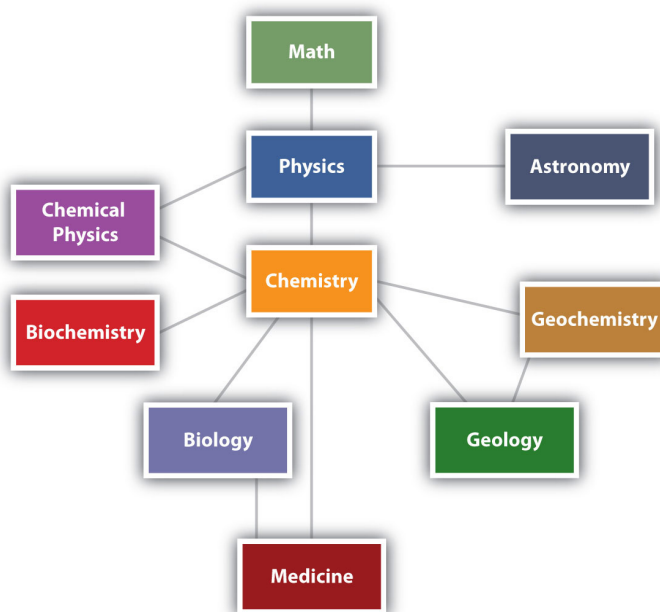 Math
Physics
Astronomy
Chemical
Physics
Chemistry
Biochemistry
Geochemistry
Biology
Geology
Medicine